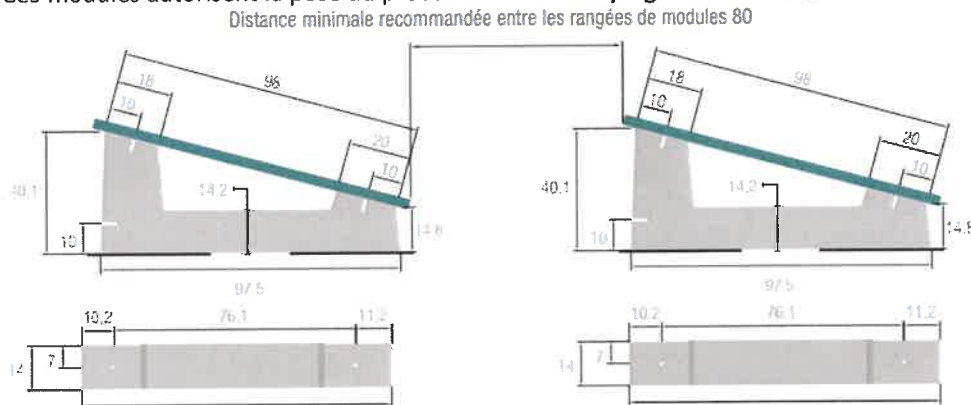 Distance minimale recommandée entre les rangées de modules 80
98 98
18 18
10 10
20 20
10 10
40,1 14,2 40,1 14,2
10 14,8 10 14,8
97,5 97,5
10,2 76,1 11,2 10,2 76,1 11,2
14 7 14 7